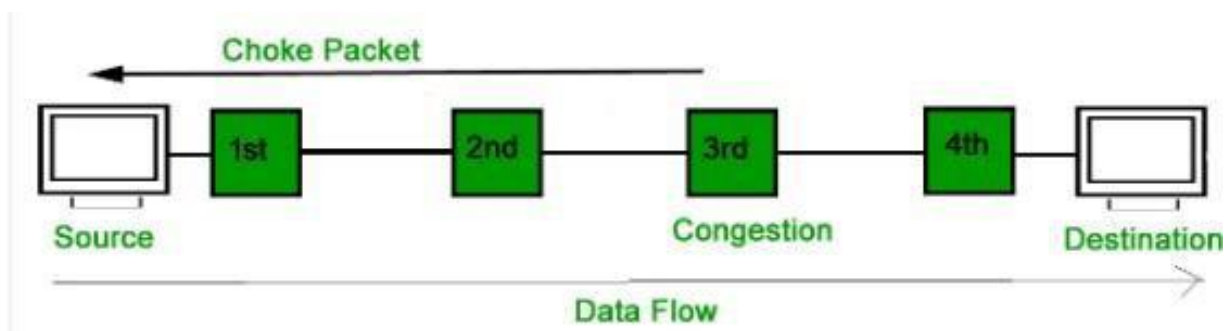 Choke Packet
1st 2nd 3rd 4th
Source Congestion Destination
Data Flow